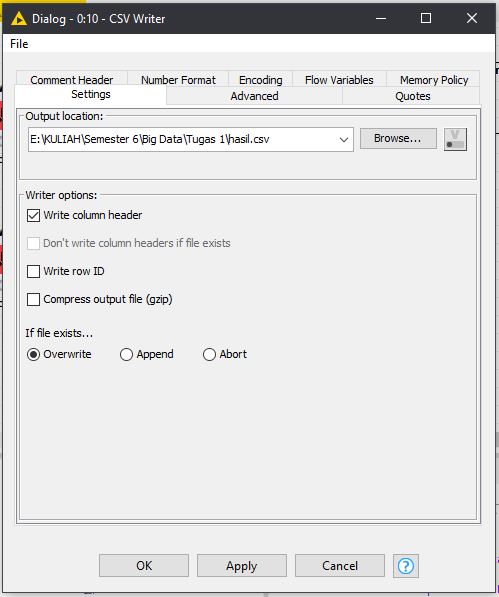 Dialog - 0:10 - CSV Writer
File
Comment Header Number Format Encoding Flow Variables Memory Policy
Settings Advanced Quotes
Output location:
E:\KULIAH\Semester 6\Big Data\Tugas 1\hasil.csv Browse... V
Writer options:
Write column header
Don't write column headers if file exists
Write row ID
Compress output file (gzip)
If file exists...
Overwrite Append Abort
OK Apply Cancel ?